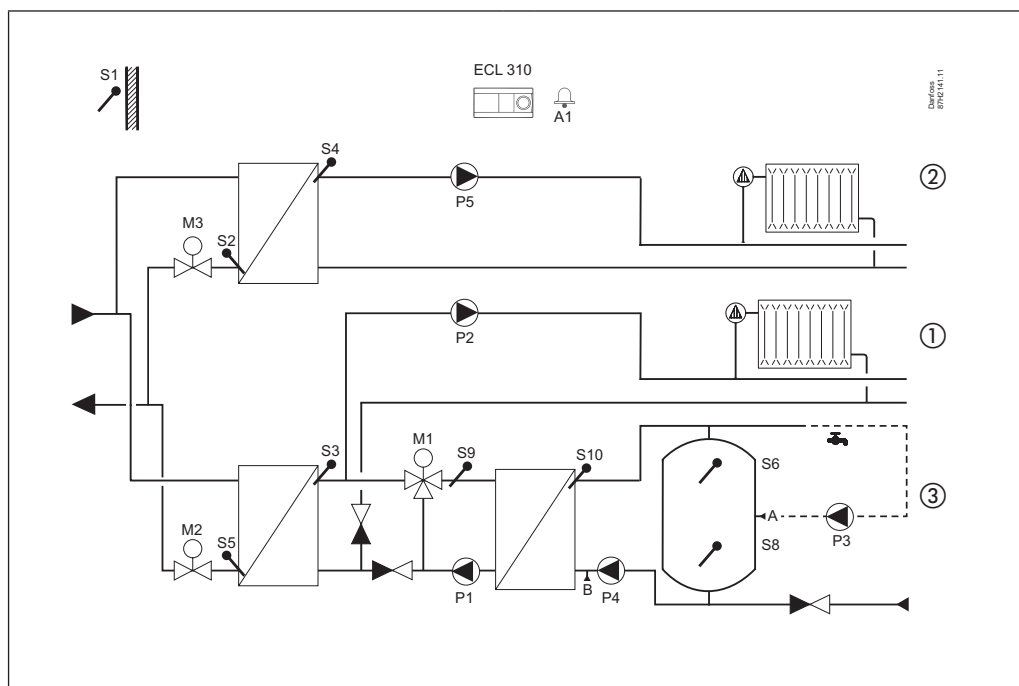 S1
ECL 310
A1
Danfoss
87H2141.11
S4
P5
②
M3
S2
P2
①
S3
M1
S9
S10
S6
A
③
M2
S5
S8
P3
P1
B
P4